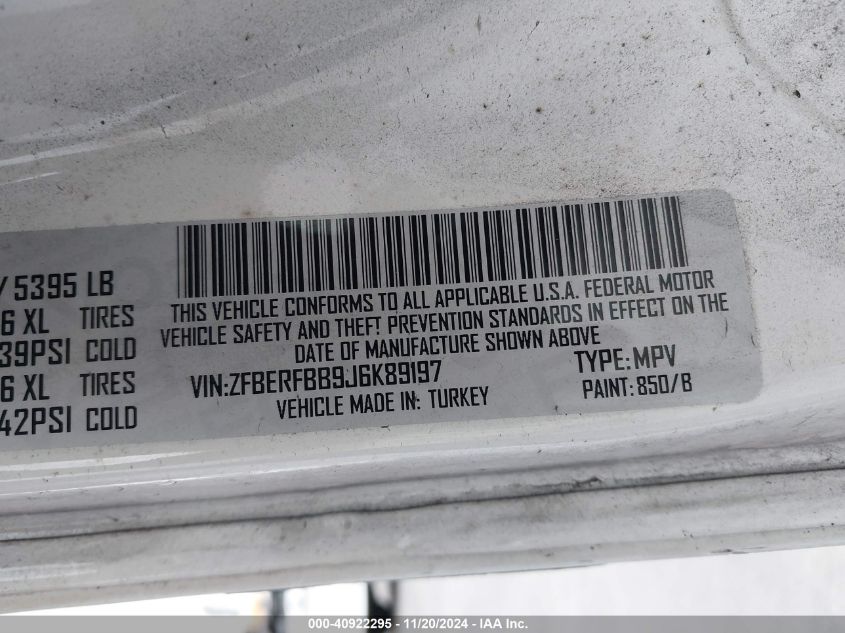 / 5395 LB
6 XL TIRES
39PSI COLD
6 XL TIRES
42PSI COLD
THIS VEHICLE CONFORMS TO ALL APPLICABLE U.S.A. FEDERAL MOTOR
VEHICLE SAFETY AND THEFT PREVENTION STANDARDS IN EFFECT ON THE
DATE OF MANUFACTURE SHOWN ABOVE
VIN:ZFBERFBB9J6K89197
TYPE:MPV
VEHICLE MADE IN: TURKEY
PAINT: 850/B
000-40922295 - 11/20/2024 - IAA Inc.